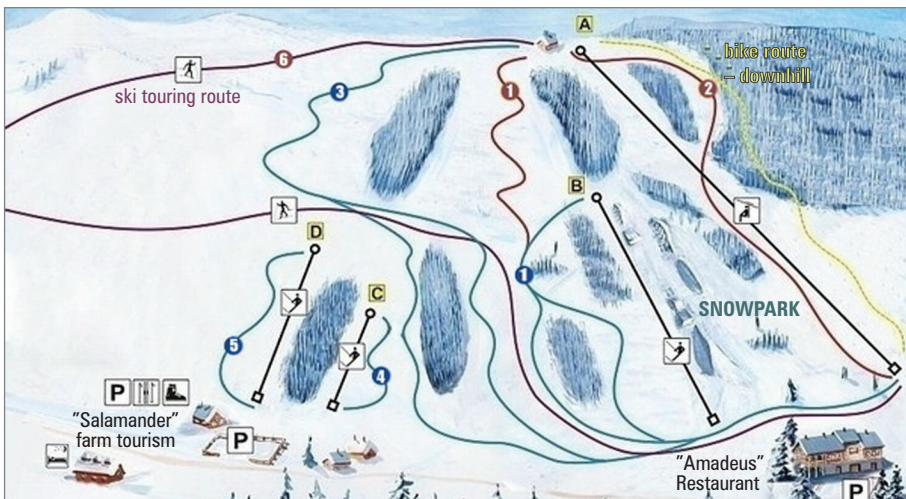 A
bike route
– downhill
6
ski touring route
3
1
2
B
D
C
1
SNOWPARK
5
4
P
"Salamander"
farm tourism
P
"Amadeus"
Restaurant
P